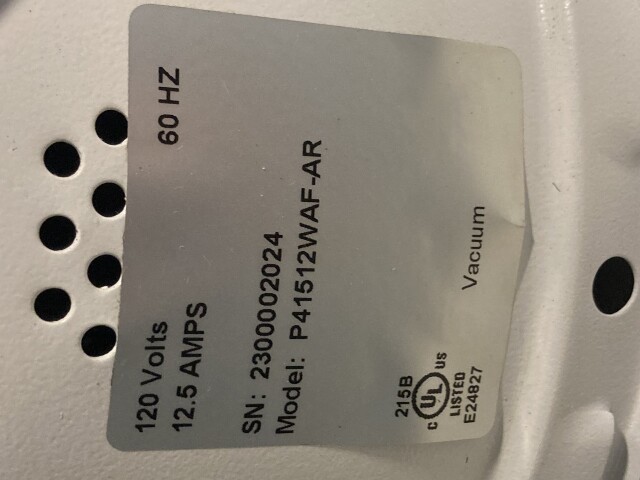 120 Volts 60 HZ
12.5 AMPS
SN: 2300002024
Model: P41512WAF-AR
215B
C UL US
LISTED
E24827
Vacuum